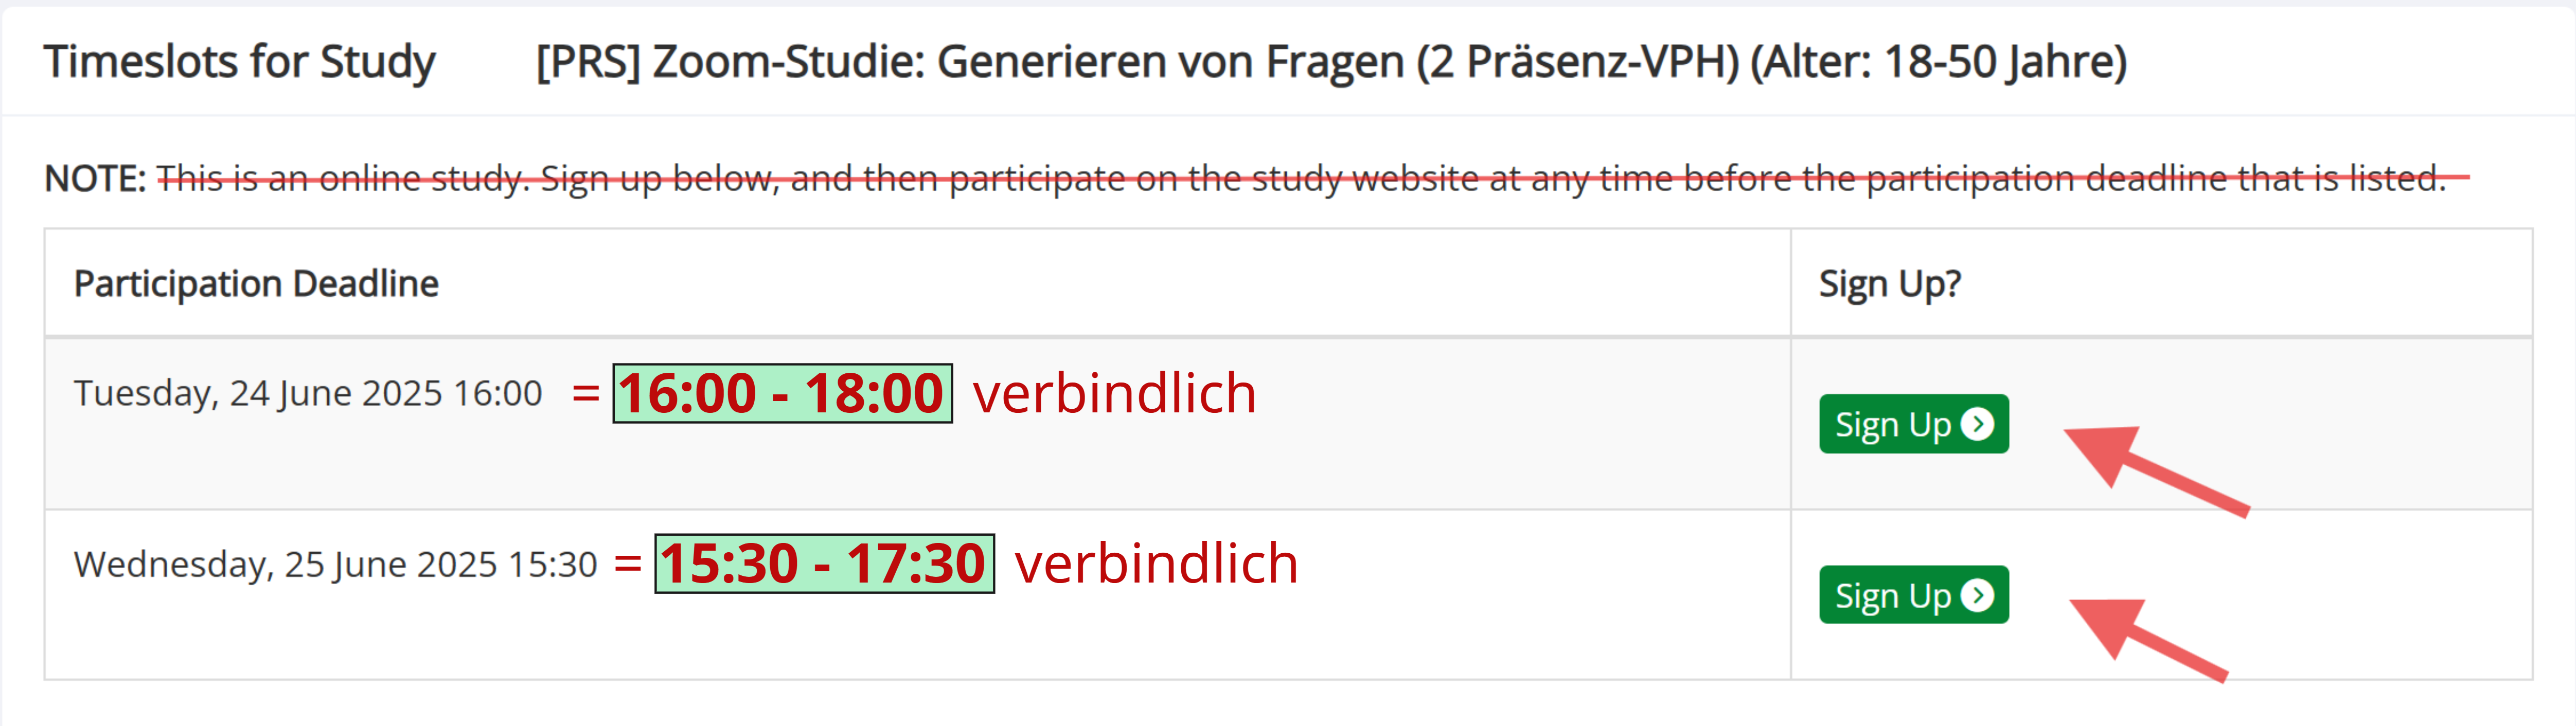 Timeslots for Study [PRS] Zoom-Studie: Generieren von Fragen (2 Präsenz-VPH) (Alter: 18-50 Jahre)
NOTE: This is an online study. Sign up below, and then participate on the study website at any time before the participation deadline that is listed.
Participation Deadline Sign Up?
Tuesday, 24 June 2025 16:00 = 16:00 - 18:00 verbindlich
Sign Up
Wednesday, 25 June 2025 15:30 = 15:30 - 17:30 verbindlich
Sign Up